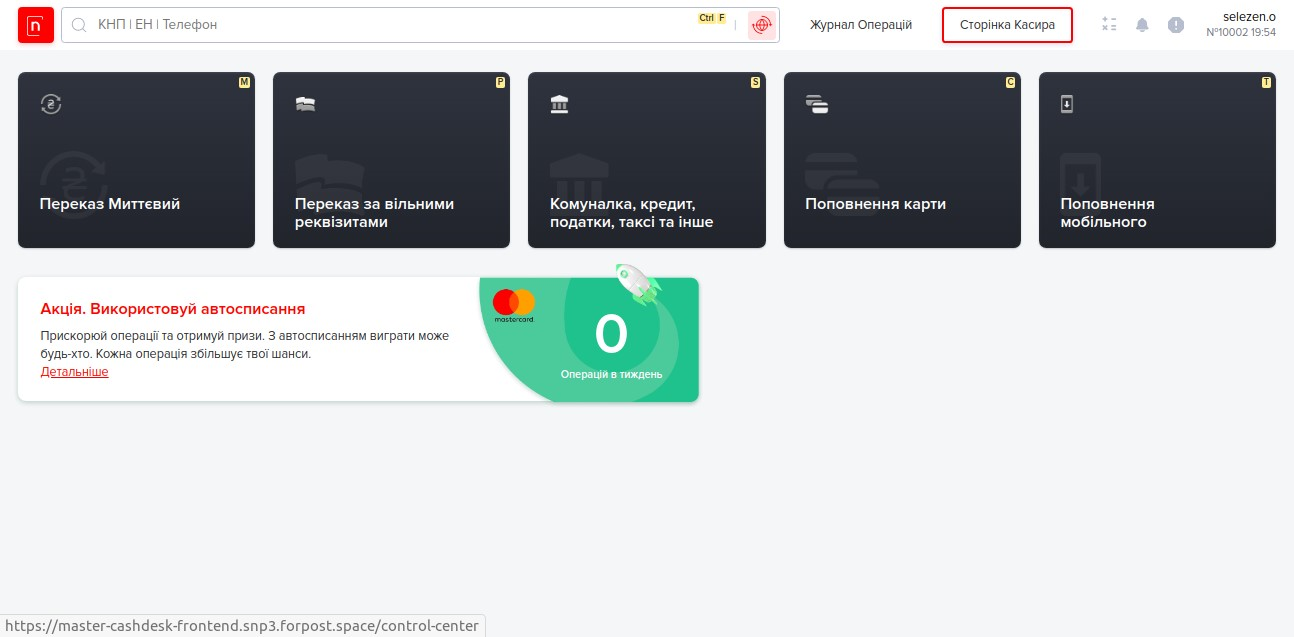 n
КНП | ЕН | Телефон
Ctrl F
Журнал Операцій
Сторінка Касира
selezen.o
№10002 19:54
M
Переказ Миттєвий
P
Переказ за вільними
реквізитами
S
Комуналка, кредит,
податки, таксі та інше
C
Поповнення карти
T
Поповнення
мобільного
Акція. Використовуй автосписання
Прискорюй операції та отримуй призи. З автосписанням виграти може
будь-хто. Кожна операція збільшує твої шанси.
Детальніше
mastercard.
0
Операцій в тиждень
https://master-cashdesk-frontend.snp3.forpost.space/control-center